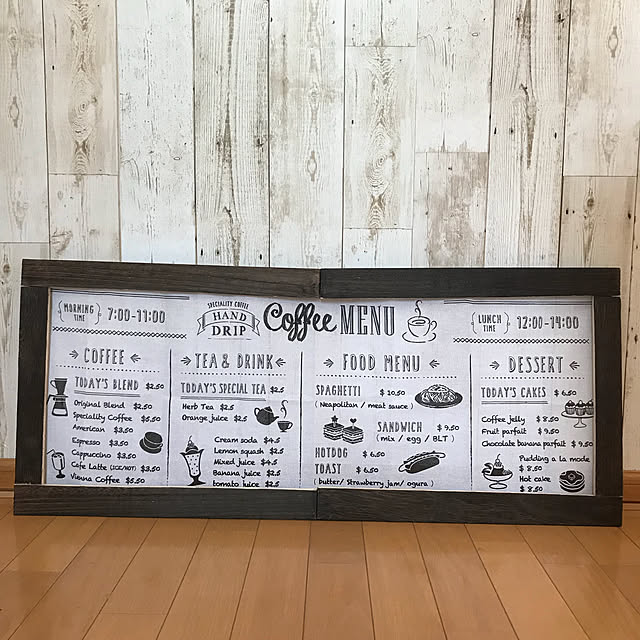 MORNING TIME 7:00-11:00
SPECIALITY COFFEE
HAND DRIP
Coffee MENU
LUNCH TIME 12:00-14:00
COFFEE
TODAY'S BLEND $2.50
Original Blend $2.50
Speciality Coffee $5.50
American $3.50
Espresso $3.50
Cappuccino $3.50
Cafe Latte (ICE/HOT) $3.50
Vienna Coffee $5.50
TEA & DRINK
TODAY'S SPECIAL TEA $2.5
Herb Tea $2.5
Orange juice $2.5
Cream soda $4.5
Lemon squash $2.5
Mixed juice $4.5
Banana juice $2.5
tomato juice $2.5
FOOD MENU
SPAGHETTI $ 10.50
( Neapolitan / meat sauce )
SANDWICH $ 9.50
( mix / egg / BLT )
HOTDOG $ 6.50
TOAST $ 6.50
( butter/ Strawberry jam/ ogura )
DESSERT
TODAY'S CAKES $ 6.50
Coffee jelly $ 8.50
Fruit parfait $ 9.50
Chocolate banana parfait $ 9.50
Pudding a la mode
$ 8.50
Hot cake
$ 8.50